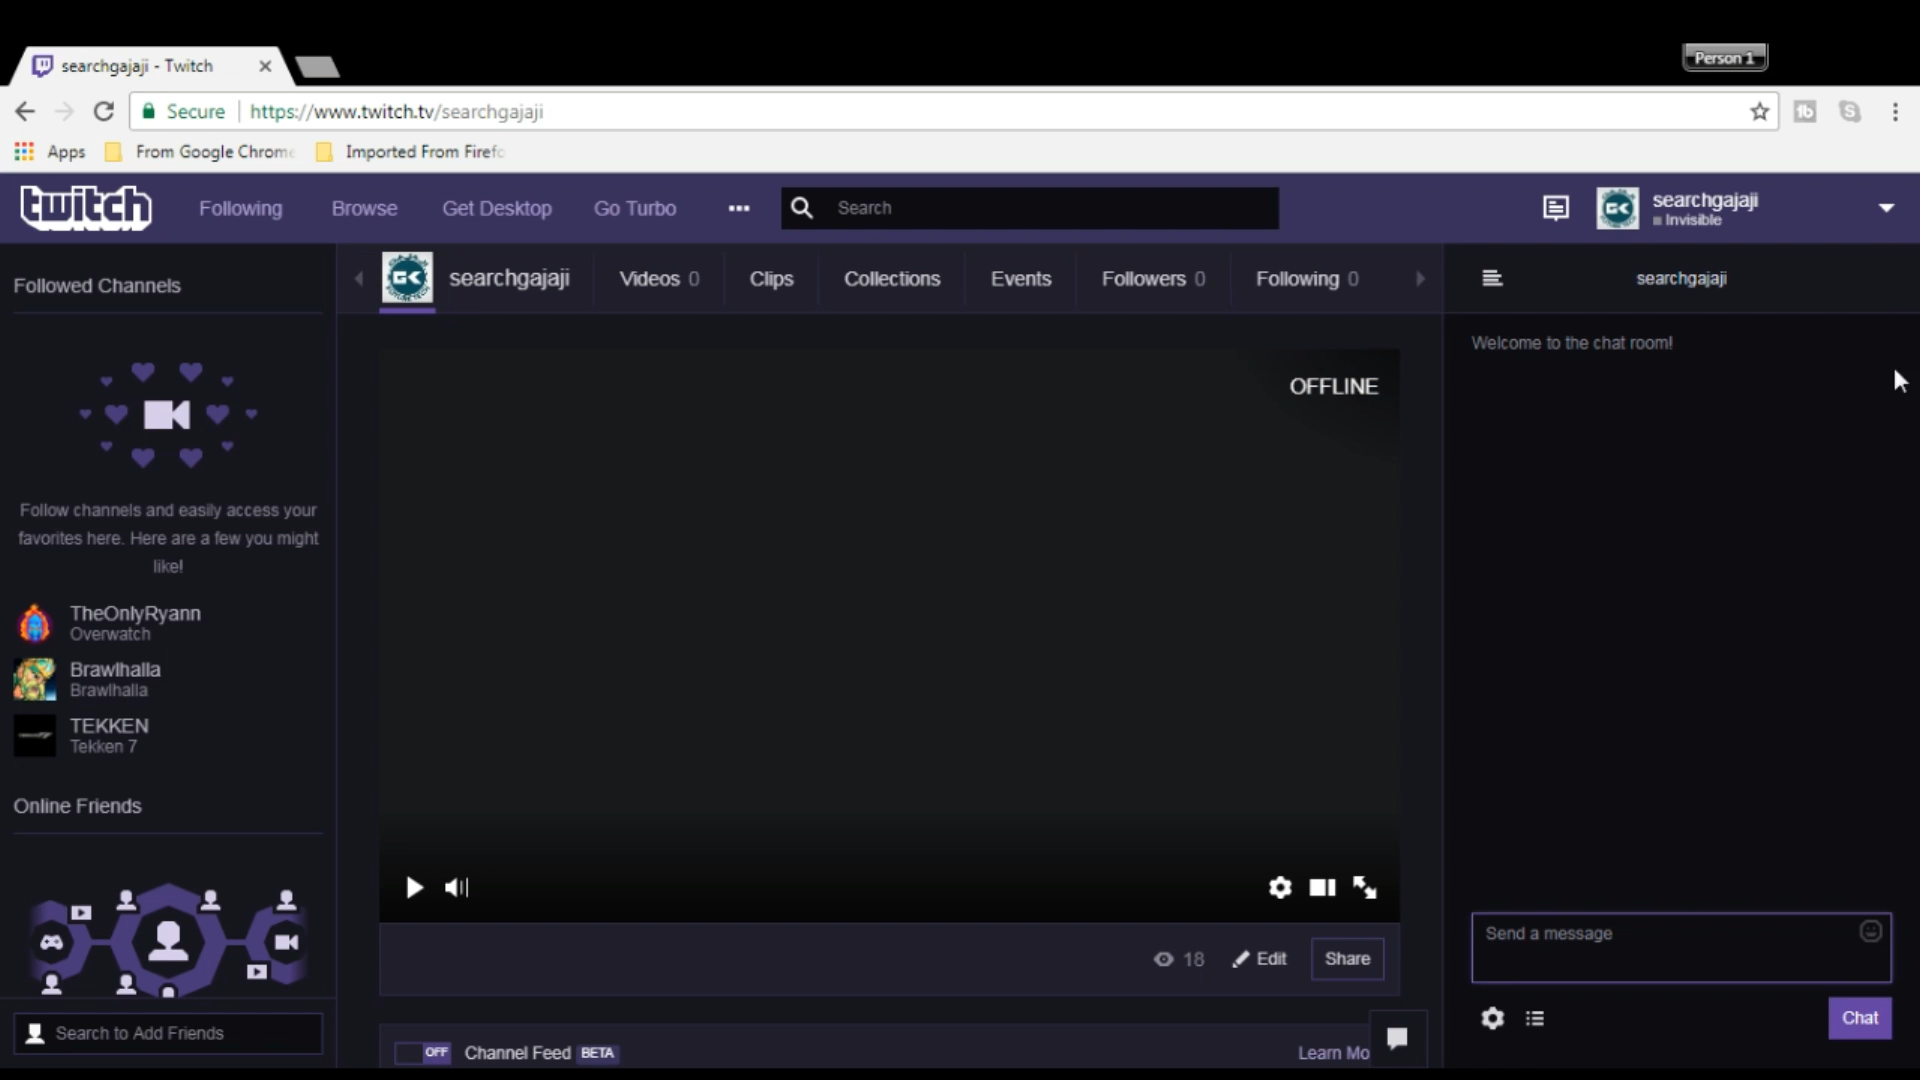 searchgajaji - Twitch
Person 1
Secure
https://www.twitch.tv/searchgajaji
Apps
From Google Chrome
Imported From Firefo
twitch
Following
Browse
Get Desktop
Go Turbo
Search
searchgajaji
Invisible
Followed Channels
GK
searchgajaji
Videos 0
Clips
Collections
Events
Followers 0
Following 0
searchgajaji
Welcome to the chat room!
OFFLINE
Follow channels and easily access your
favorites here. Here are a few you might
like!
TheOnlyRyann
Overwatch
Brawlhalla
Brawlhalla
TEKKEN
Tekken 7
Online Friends
Send a message
18
Edit
Share
Search to Add Friends
OFF
Channel Feed BETA
Learn Mo
Chat